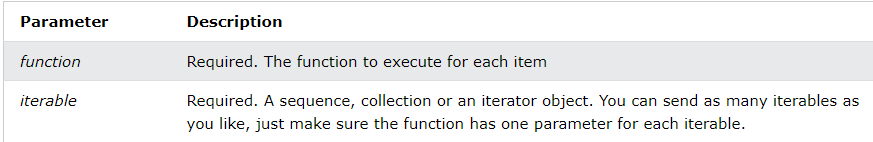 Parameter Description
function Required. The function to execute for each item
iterable Required. A sequence, collection or an iterator object. You can send as many iterables as
you like, just make sure the function has one parameter for each iterable.